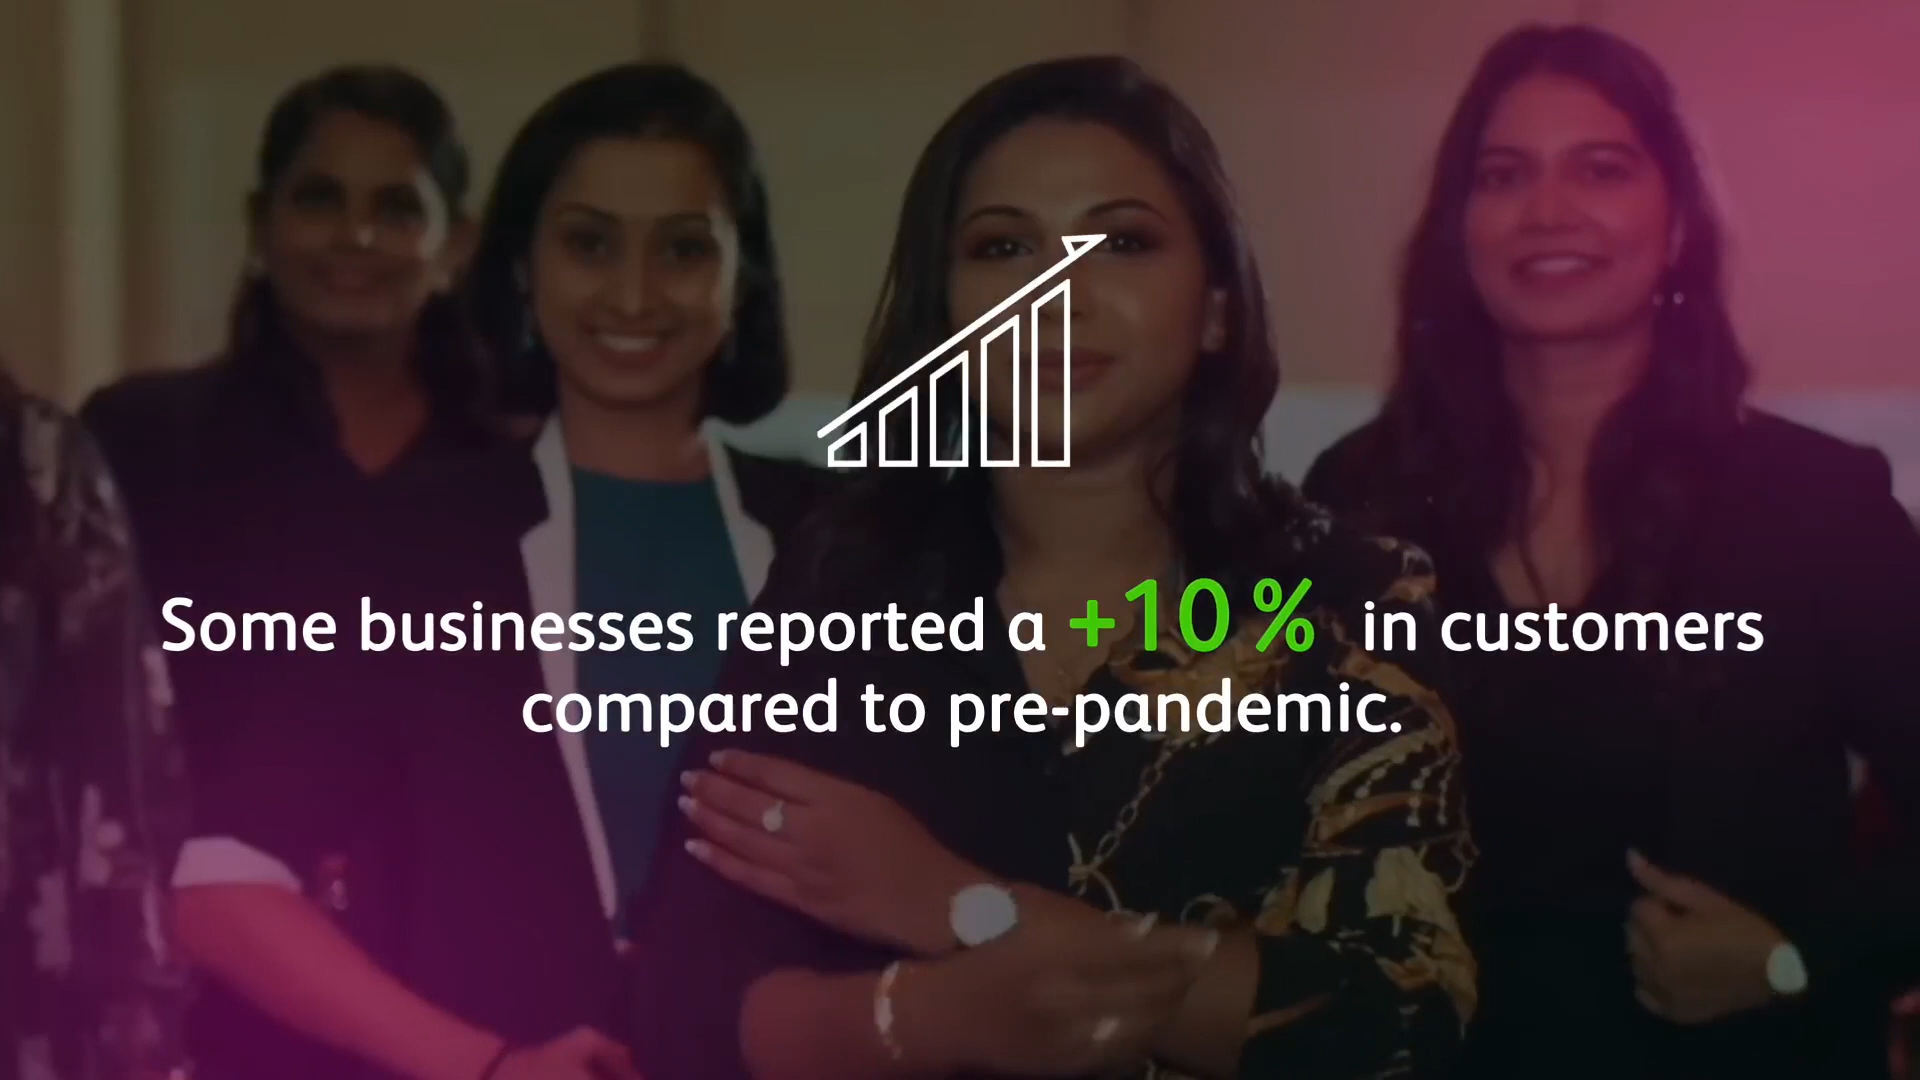 Some businesses reported a +10% in customers
compared to pre-pandemic.